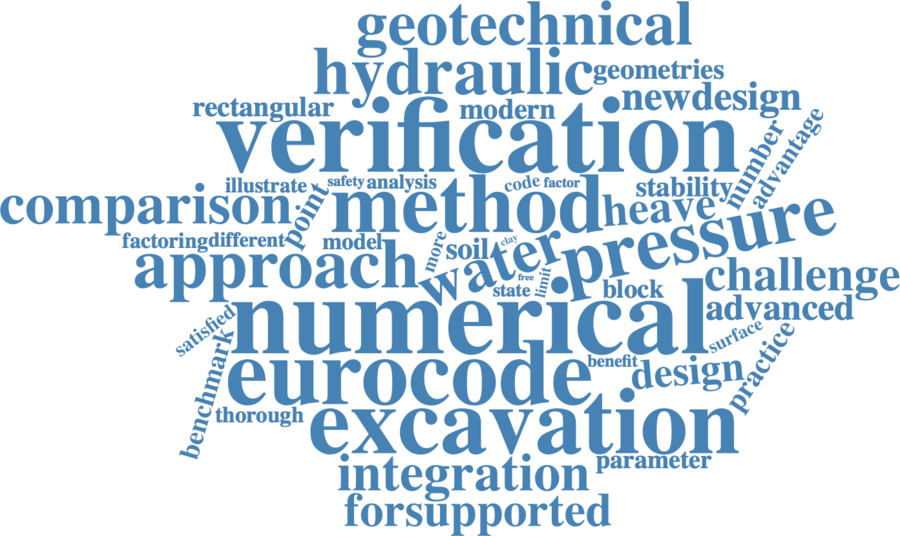 geotechnical
hydraulic geometries
rectangular modern newdesign
verification number advantage
illustrate safety analysis code factor stability
comparison point method heave
factoring different model more soil clay water pressure
approach state free limit block challenge
satisfied numerical advanced
benchmark eurocode benefit design surface practice
thorough excavation
integration parameter
forsupported